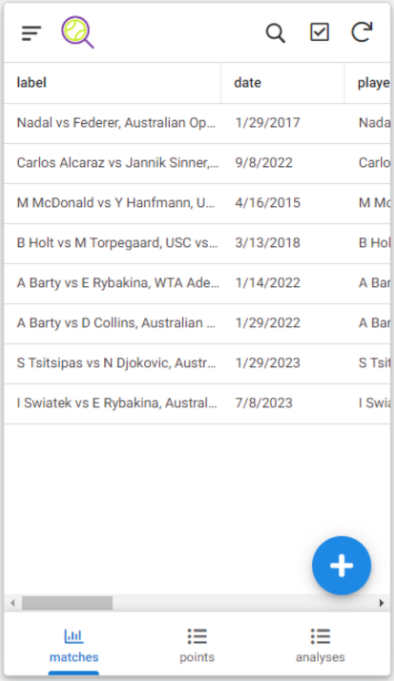 label date playe
Nadal vs Federer, Australian Op... 1/29/2017 Nada
Carlos Alcaraz vs Jannik Sinner,... 9/8/2022 Carlo
M McDonald vs Y Hanfmann, U... 4/16/2015 M Mc
B Holt vs M Torpegaard, USC vs... 3/13/2018 B Hol
A Barty vs E Rybakina, WTA Ade... 1/14/2022 A Bar
A Barty vs D Collins, Australian ... 1/29/2022 A Bar
S Tsitsipas vs N Djokovic, Austr... 1/29/2023 S Tsit
I Swiatek vs E Rybakina, Austral... 7/8/2023 I Swia
matches points analyses